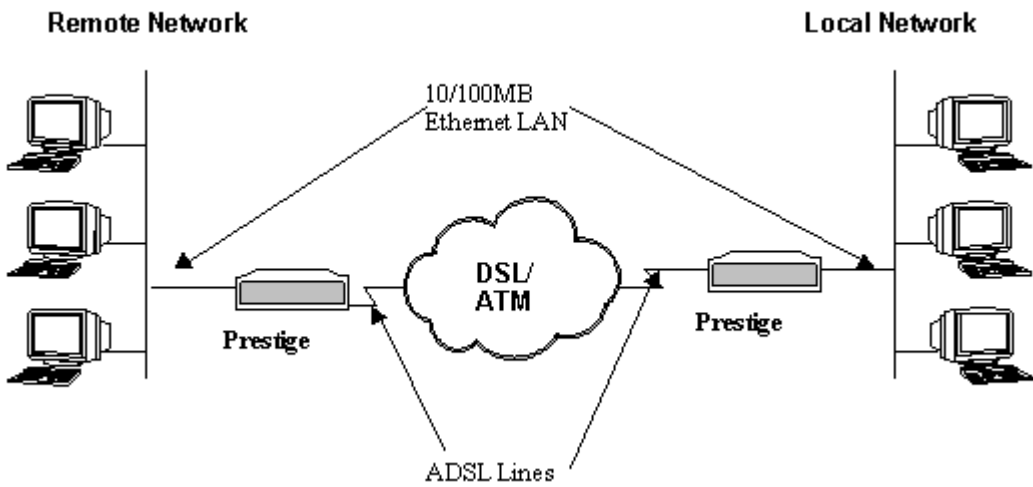 Remote Network
Local Network
10/100MB
Ethernet LAN
DSL/
ATM
Prestige
Prestige
ADSL Lines